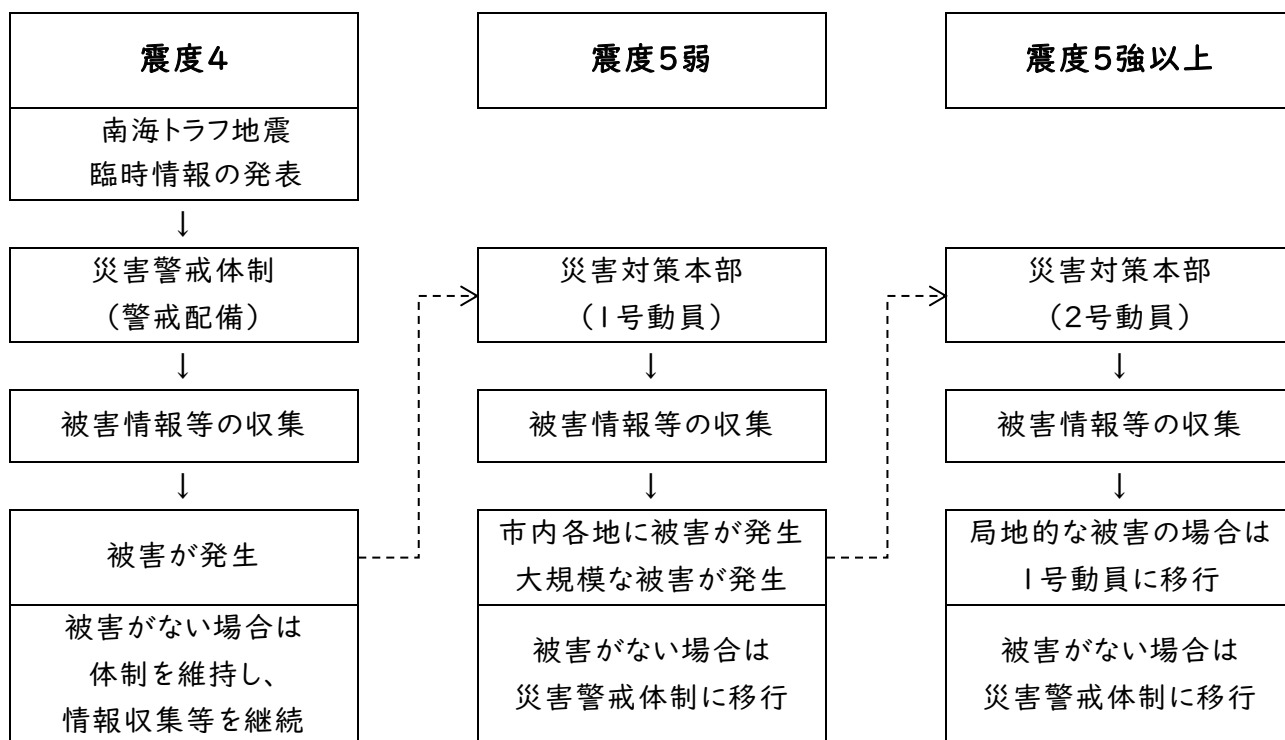 震度4
南海トラフ地震
臨時情報の発表
↓
災害警戒体制
（警戒配備）
↓
被害情報等の収集
↓
被害が発生
被害がない場合は
体制を維持し、
情報収集等を継続
震度5弱
災害対策本部
（1号動員）
↓
被害情報等の収集
↓
市内各地に被害が発生
大規模な被害が発生
被害がない場合は
災害警戒体制に移行
震度5強以上
災害対策本部
（2号動員）
↓
被害情報等の収集
↓
局地的な被害の場合は
1号動員に移行
被害がない場合は
災害警戒体制に移行